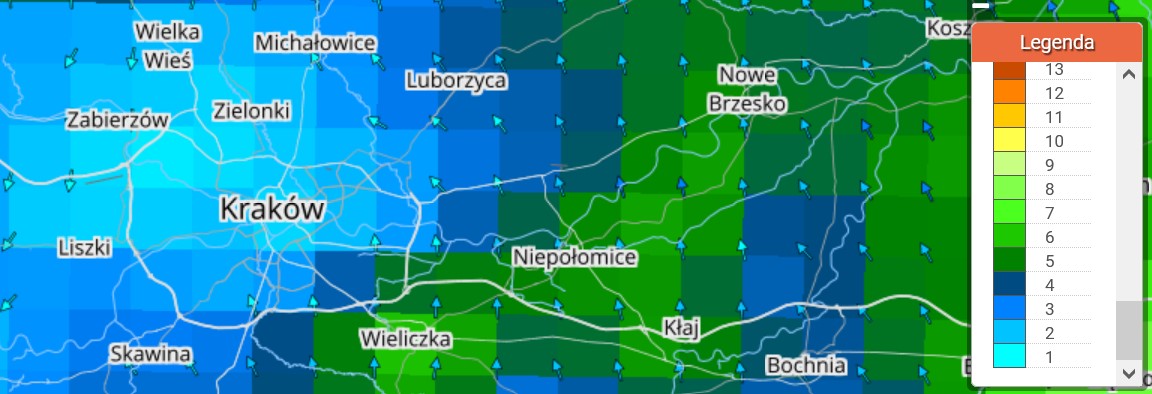 Wielka
Wieś
Michałowice
Kosz
Luborzyca
Nowe
Brzesko
Zabierzów
Zielonki
Kraków
Liszki
Niepołomice
Wieliczka
Kłaj
Skawina
Bochnia
Legenda
13
12
11
10
9
8
7
6
5
4
3
2
1